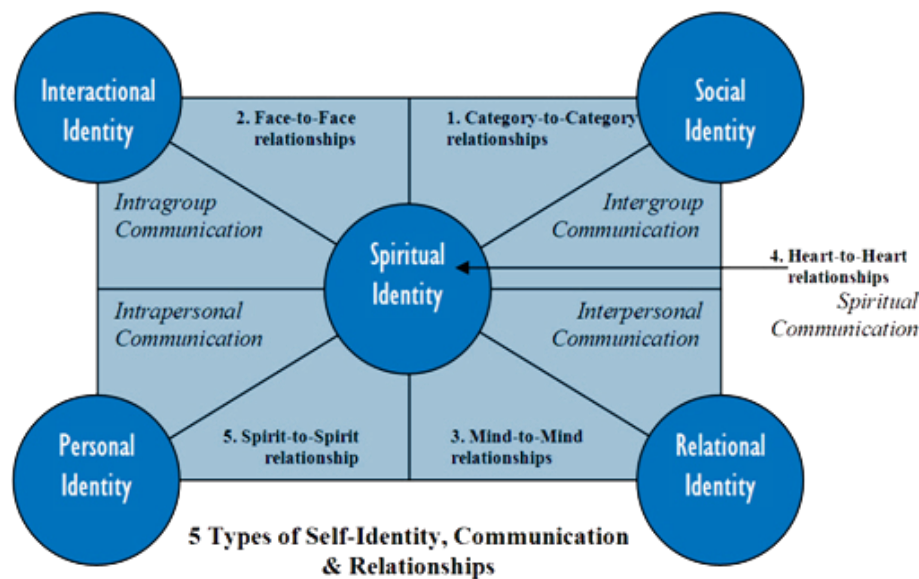 Interactional
Identity
2. Face-to-Face
relationships
1. Category-to-Category
relationships
Social
Identity
Intragroup
Communication
Intergroup
Communication
Spiritual
Identity
4. Heart-to-Heart
relationships
Spiritual
Communication
Intrapersonal
Communication
Interpersonal
Communication
Personal
Identity
5. Spirit-to-Spirit
relationship
3. Mind-to-Mind
relationships
Relational
Identity
5 Types of Self-Identity, Communication
& Relationships